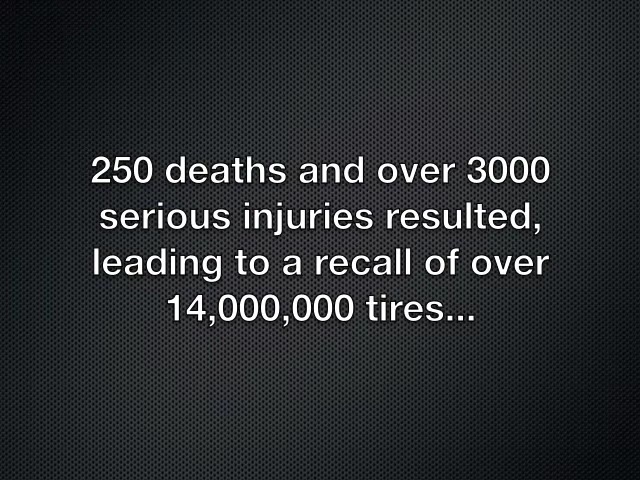 250 deaths and over 3000
serious injuries resulted,
leading to a recall of over
14,000,000 tires...